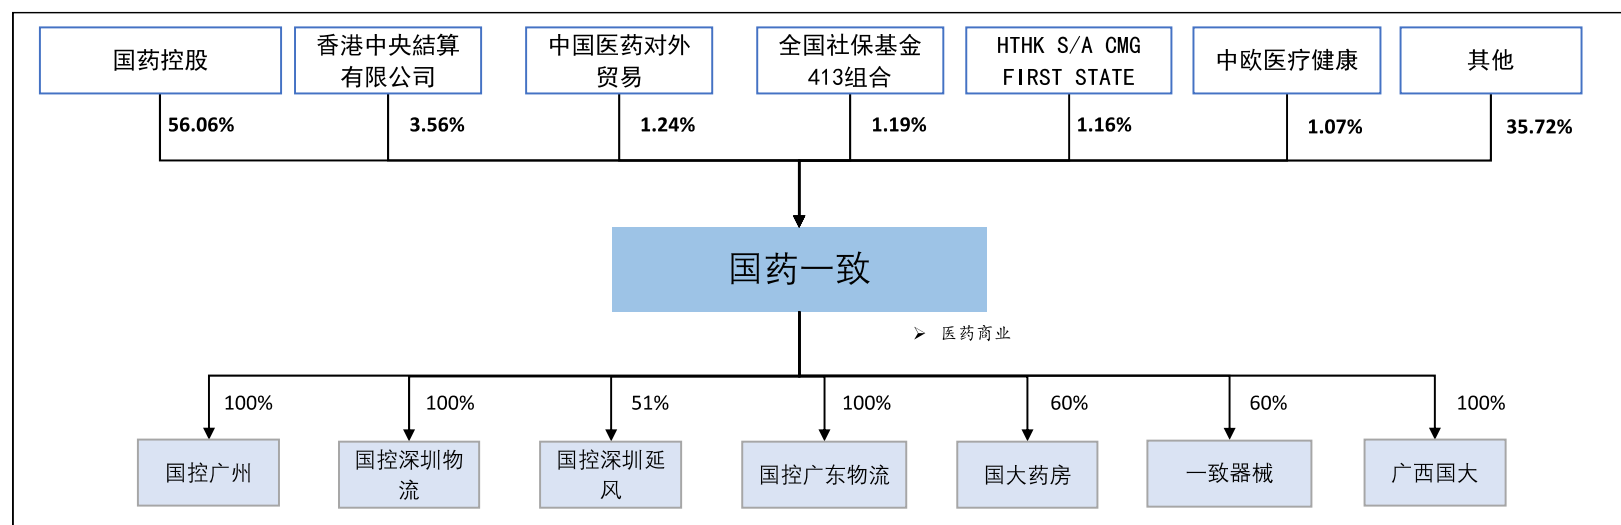 国药控股
香港中央結算
有限公司
中国医药对外
贸易
全国社保基金
413组合
HTHK S/A CMG
FIRST STATE
中欧医疗健康
其他
56.06%
3.56%
1.24%
1.19%
1.16%
1.07%
35.72%
国药一致
➢ 医药商业
100%
100%
51%
100%
60%
60%
100%
国控广州
国控深圳物
流
国控深圳延
风
国控广东物流
国大药房
一致器械
广西国大